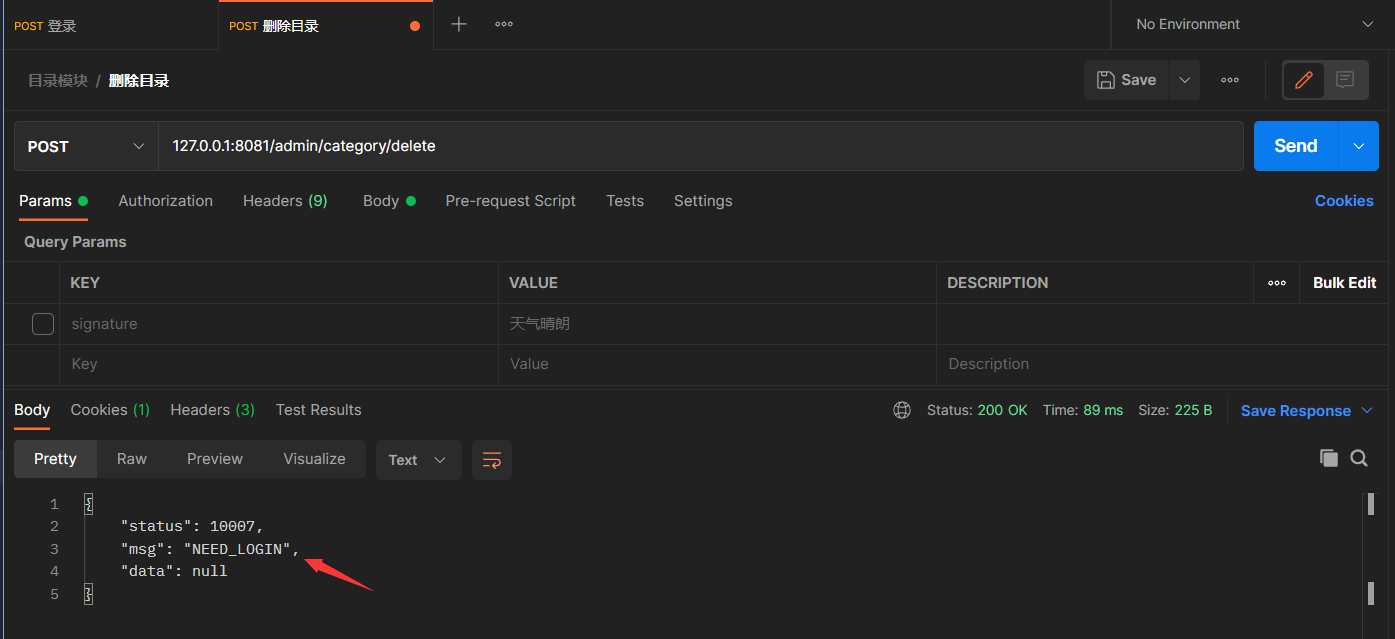 POST 登录 POST 删除目录 No Environment
目录模块 / 删除目录 Save
POST 127.0.0.1:8081/admin/category/delete Send
Params Authorization Headers (9) Body Pre-request Script Tests Settings Cookies
Query Params
KEY VALUE DESCRIPTION Bulk Edit
signature 天气晴朗
Key Value Description
Body Cookies (1) Headers (3) Test Results Status: 200 OK Time: 89 ms Size: 225 B Save Response
Pretty Raw Preview Visualize Text
1 {
2 "status": 10007,
3 "msg": "NEED_LOGIN",
4 "data": null
5 }